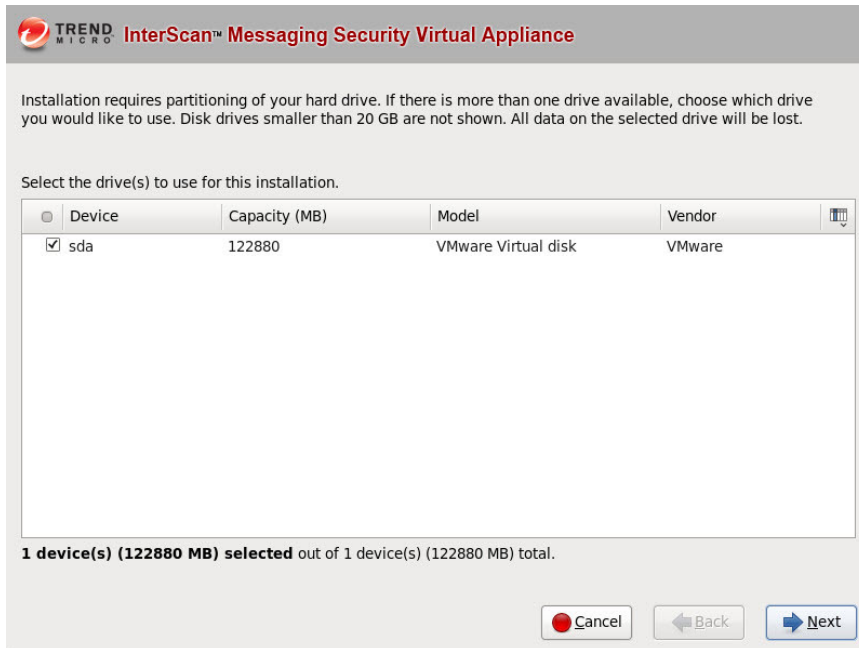 TREND MICRO InterScan™ Messaging Security Virtual Appliance
Installation requires partitioning of your hard drive. If there is more than one drive available, choose which drive
you would like to use. Disk drives smaller than 20 GB are not shown. All data on the selected drive will be lost.
Select the drive(s) to use for this installation.
Device Capacity (MB) Model Vendor
sda 122880 VMware Virtual disk VMware
1 device(s) (122880 MB) selected out of 1 device(s) (122880 MB) total.
Cancel Back Next